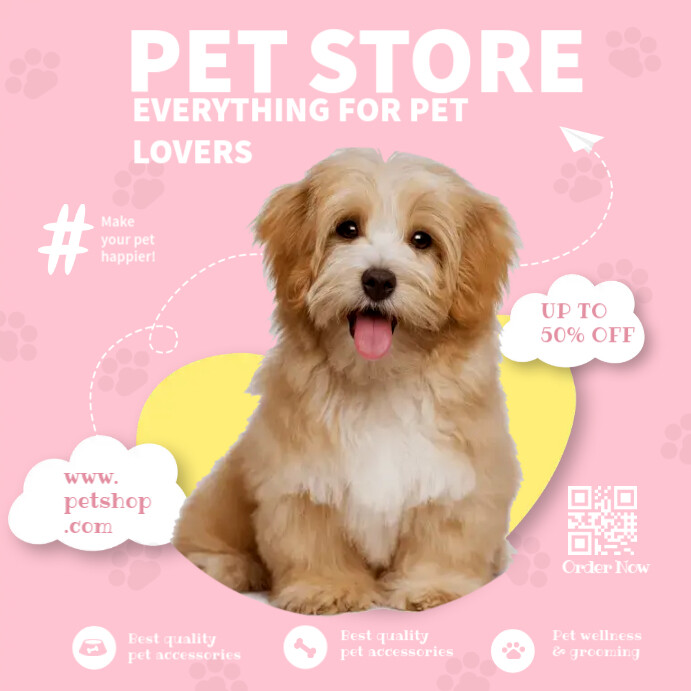 PET STORE
EVERYTHING FOR PET
LOVERS
#
Make
your pet
happier!
UP TO
50% OFF
www.
petshop
.com
Order Now
Best quality
pet accessories
Best quality
pet accessories
Pet wellness
& grooming